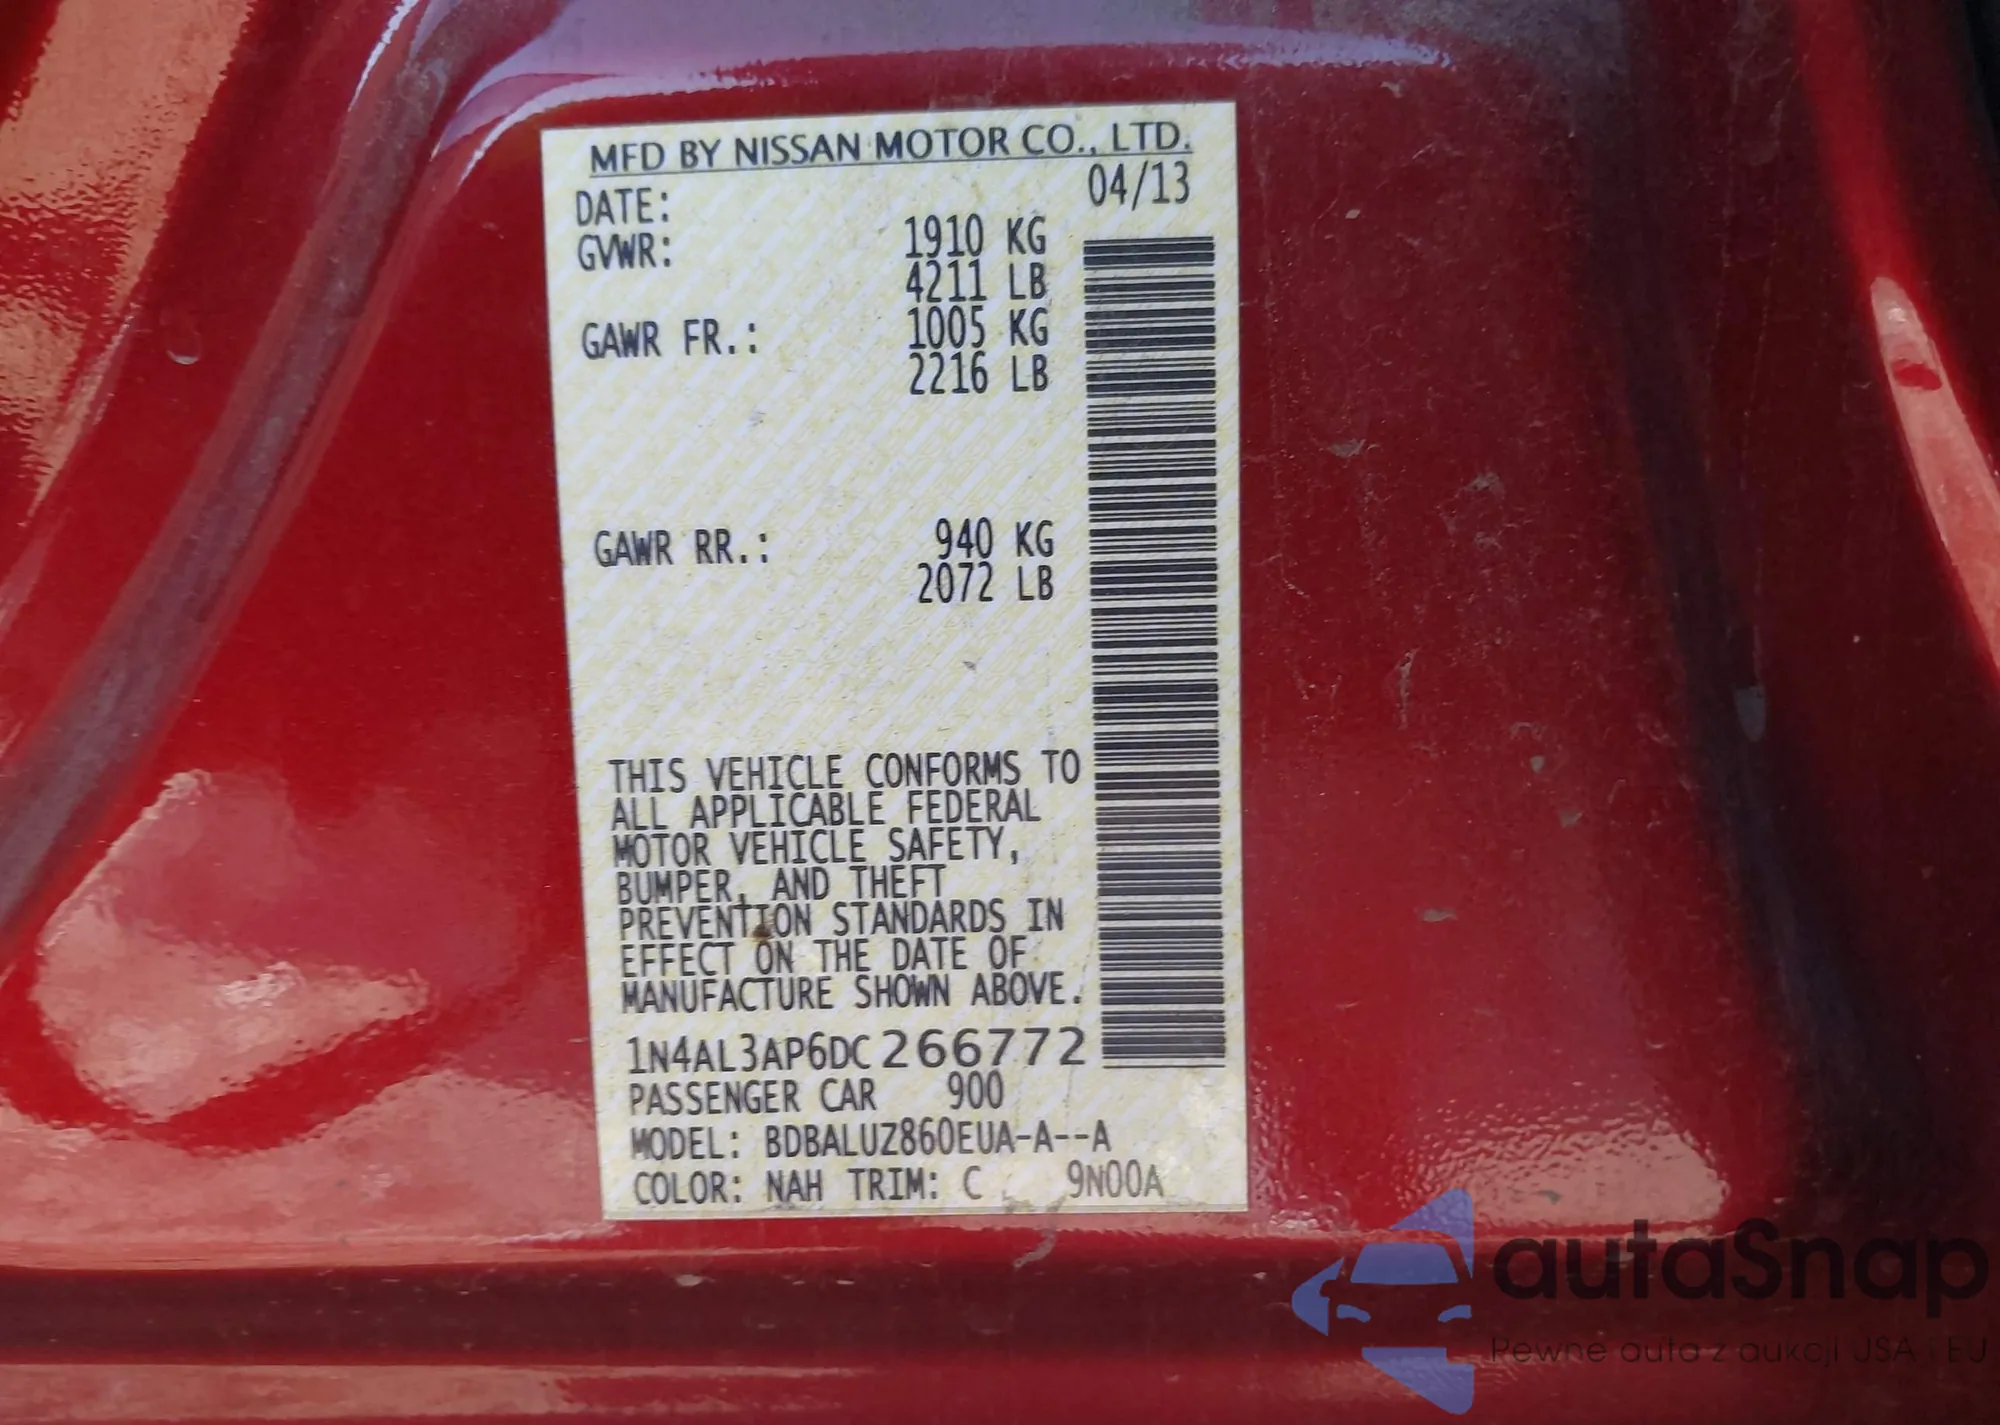 MFD BY NISSAN MOTOR CO., LTD.
DATE: 04/13
GVWR: 1910 KG
4211 LB
GAWR FR.: 1005 KG
2216 LB
GAWR RR.: 940 KG
2072 LB
THIS VEHICLE CONFORMS TO
ALL APPLICABLE FEDERAL
MOTOR VEHICLE SAFETY,
BUMPER, AND THEFT
PREVENTION STANDARDS IN
EFFECT ON THE DATE OF
MANUFACTURE SHOWN ABOVE.
1N4AL3AP6DC266772
PASSENGER CAR 900
MODEL: BDBALUZ860EUA-A--A
COLOR: NAH TRIM: C 9N00A
autaSnap
Pewne auta z aukcji USA i EU